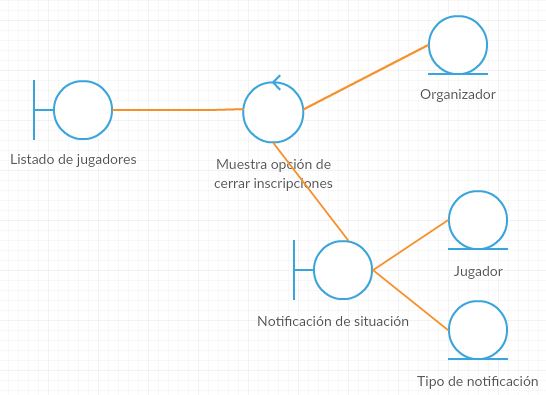 Organizador
Listado de jugadores
Muestra opción de
cerrar inscripciones
Jugador
Notificación de situación
Tipo de notificación